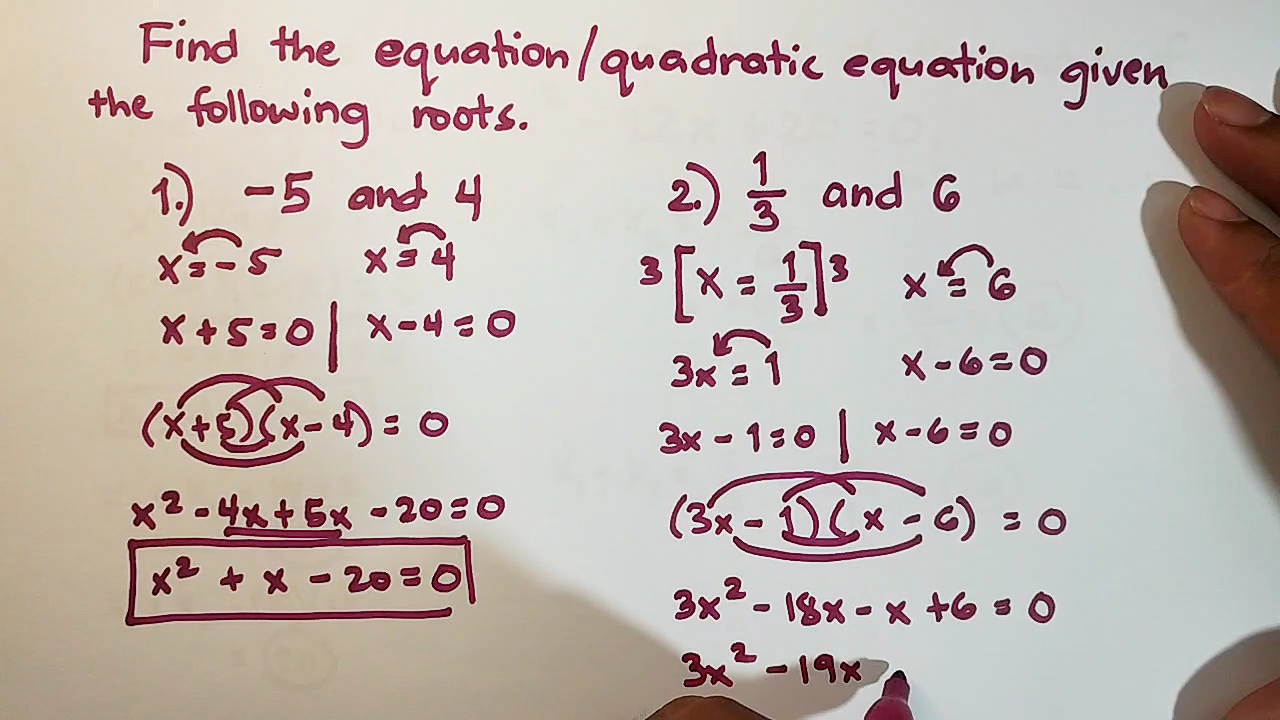 Find the equation/quadratic equation given
the following roots.
1.) -5 and 4
x = -5 x = 4
x + 5 = 0 | x - 4 = 0
(x + 5)(x - 4) = 0
x² - 4x + 5x - 20 = 0
x² + x - 20 = 0
2.) 1/3 and 6
3[x = 1/3]3 x = 6
3x = 1 x - 6 = 0
3x - 1 = 0 | x - 6 = 0
(3x - 1)(x - 6) = 0
3x² - 18x - x + 6 = 0
3x² - 19x